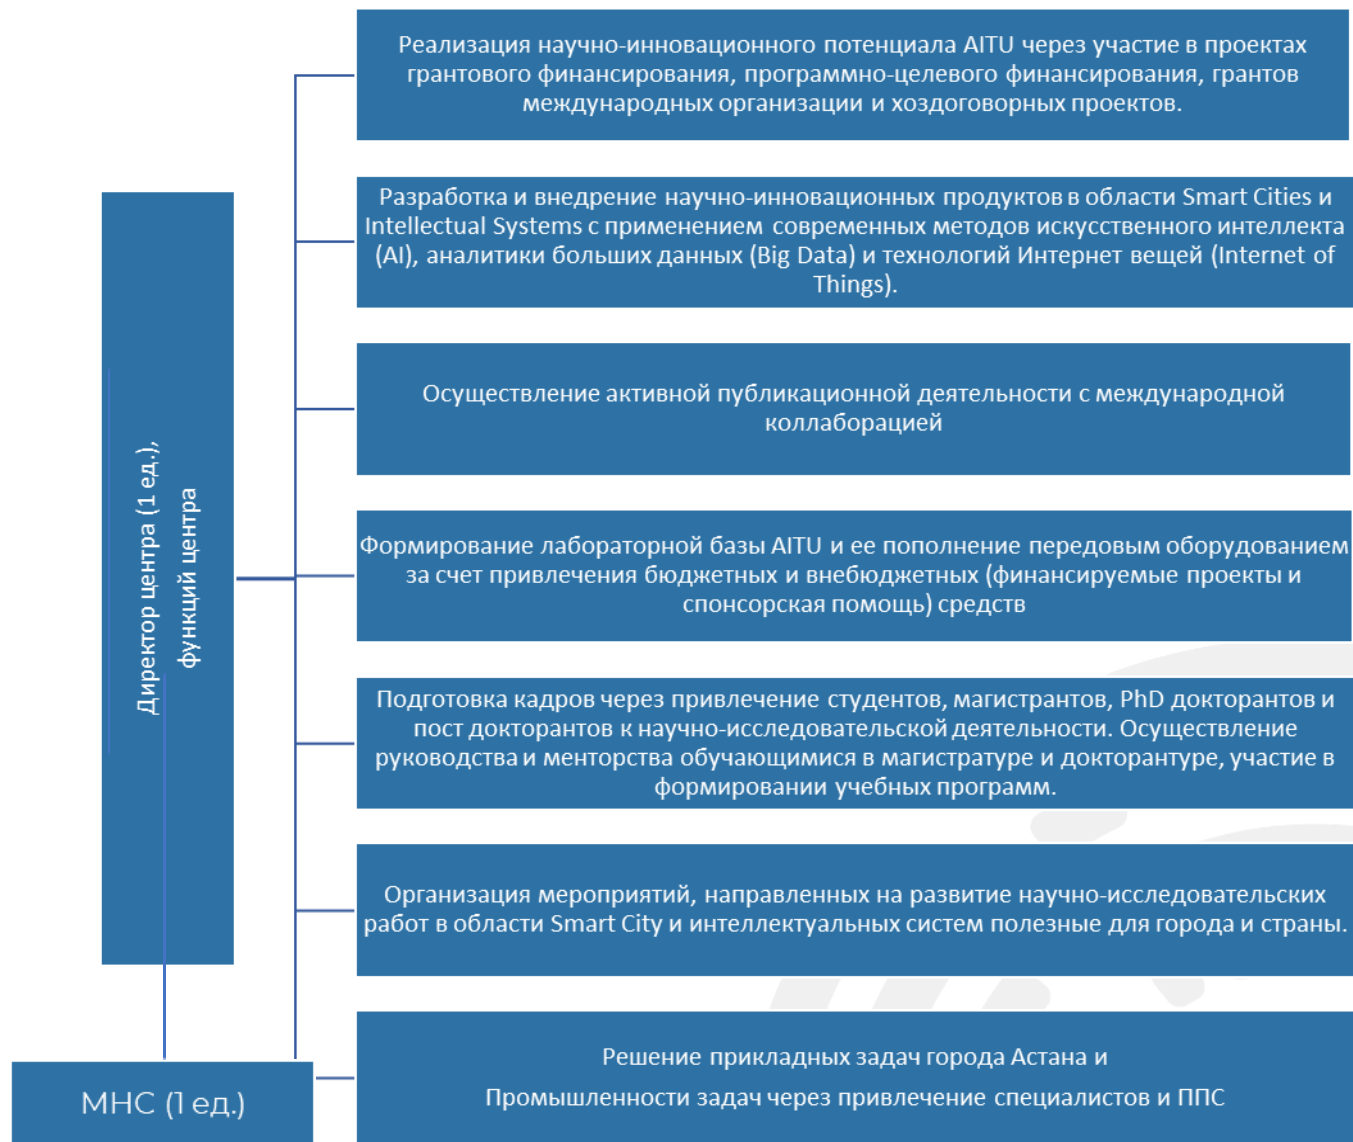 Реализация научно-инновационного потенциала AITU через участие в проектах
грантового финансирования, программно-целевого финансирования, грантов
международных организации и хоздоговорных проектов.
Разработка и внедрение научно-инновационных продуктов в области Smart Cities и
Intellectual Systems с применением современных методов искусственного интеллекта
(AI), аналитики больших данных (Big Data) и технологий Интернет вещей (Internet of
Things).
Осуществление активной публикационной деятельности с международной
коллаборацией
Директор центра (1 ед.),
функций центра
Формирование лабораторной базы AITU и ее пополнение передовым оборудованием
за счет привлечения бюджетных и внебюджетных (финансируемые проекты и
спонсорская помощь) средств
Подготовка кадров через привлечение студентов, магистрантов, PhD докторантов и
пост докторантов к научно-исследовательской деятельности. Осуществление
руководства и менторства обучающимися в магистратуре и докторантуре, участие в
формировании учебных программ.
Организация мероприятий, направленных на развитие научно-исследовательских
работ в области Smart City и интеллектуальных систем полезные для города и страны.
Решение прикладных задач города Астана и
Промышленности задач через привлечение специалистов и ППС
МНС (1 ед.)